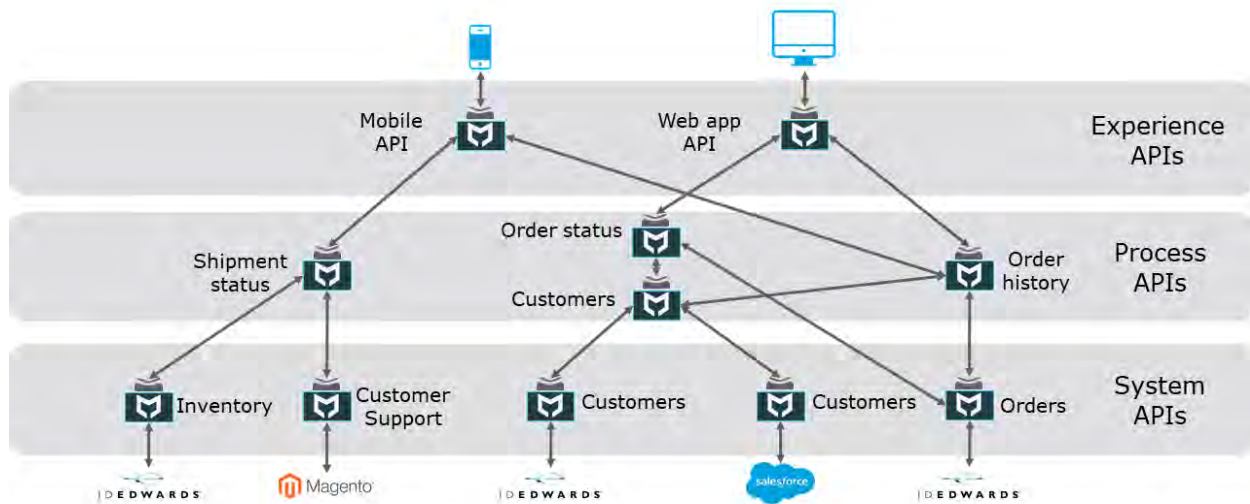 Mobile
API
Web app
API
Experience
APIs
Order status
Shipment
status
Customers
Order
history
Process
APIs
Inventory
Customer
Support
Customers
Customers
Orders
System
APIs
JDEDWARDS
Magento
JDEDWARDS
salesforce
JDEDWARDS